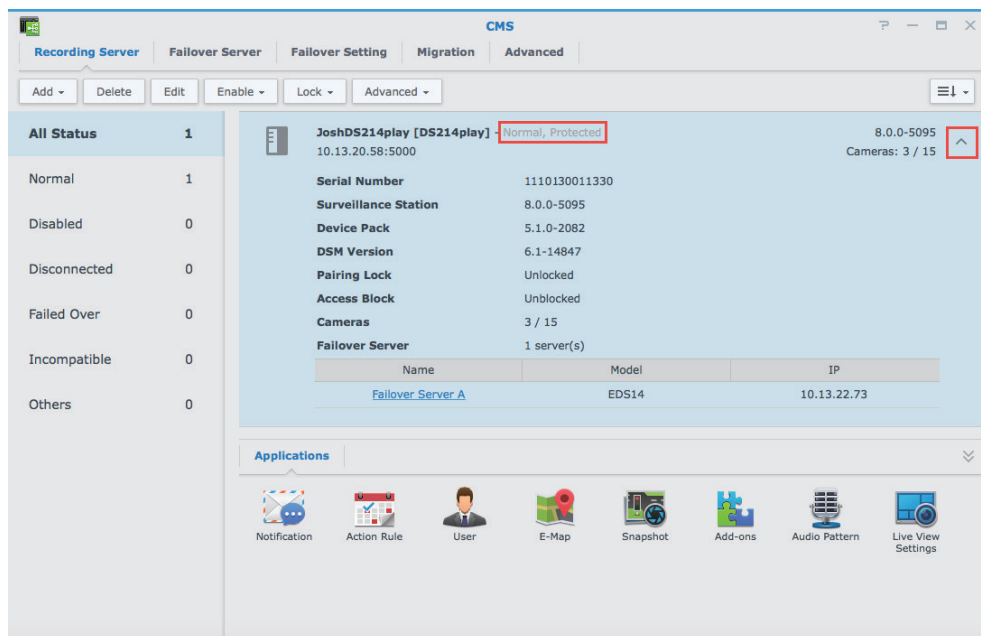 CMS
Recording Server Failover Server Failover Setting Migration Advanced
Add Delete Edit Enable Lock Advanced
All Status 1
Normal 1
Disabled 0
Disconnected 0
Failed Over 0
Incompatible 0
Others 0
JoshDS214play [DS214play] - Normal, Protected 8.0.0-5095
10.13.20.58:5000 Cameras: 3 / 15
Serial Number 1110130011330
Surveillance Station 8.0.0-5095
Device Pack 5.1.0-2082
DSM Version 6.1-14847
Pairing Lock Unlocked
Access Block Unblocked
Cameras 3 / 15
Failover Server 1 server(s)
Name Model IP
Failover Server A EDS14 10.13.22.73
Applications
Notification Action Rule User E-Map Snapshot Add-ons Audio Pattern Live View
Settings